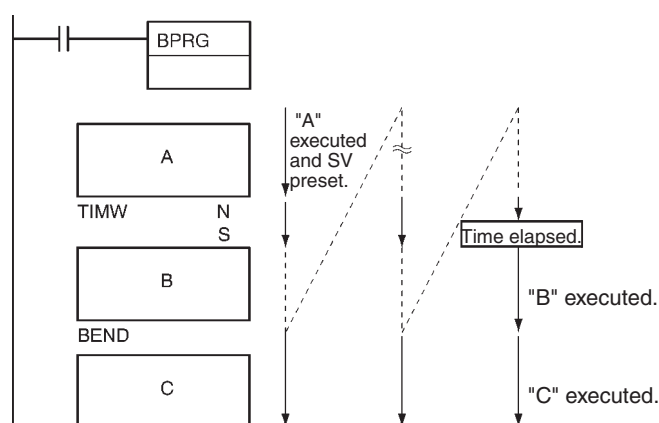 BPRG
A
"A"
executed
and SV
preset.
TIMW N
S
Time elapsed.
B
"B" executed.
BEND
C
"C" executed.